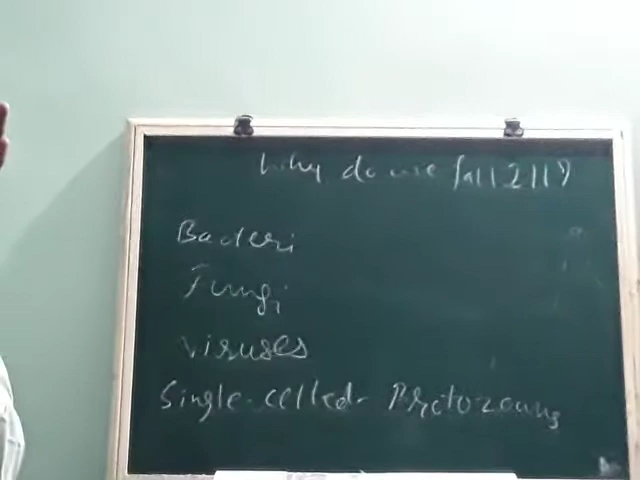 Why do we fall Ill?
Bacteri
Fungi
viruses
Single-celled- Protozoans